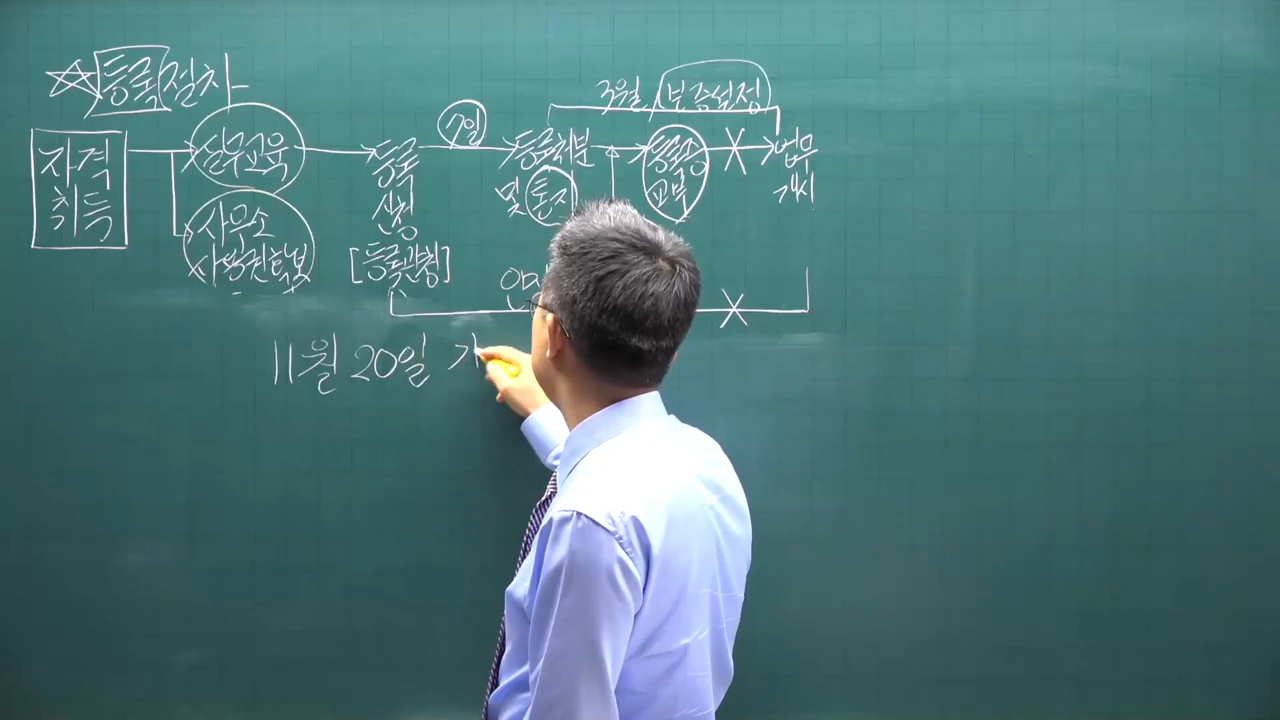 ☆등록절차
3월, 보증설정
자격
취득
실무교육
사무소
사용권확보
등록
신청
[등록관청]
7일
등록처분
및 통지
등록증
교부
업무
개시
11월 20일